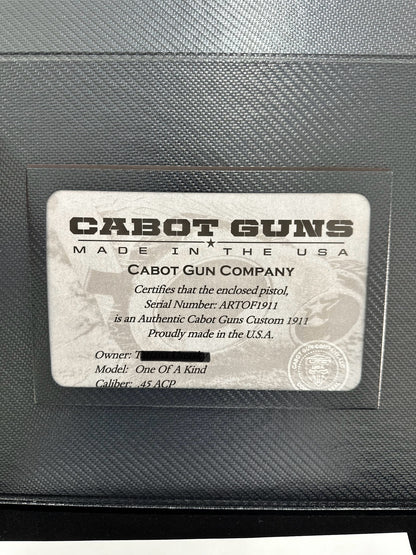 CABOT GUNS
MADE IN THE USA
CABOT GUN COMPANY
Certifies that the enclosed pistol,
Serial Number: ARTOF1911
is an Authentic Cabot Guns Custom 1911
Proudly made in the U.S.A.
Owner: T
Model: One Of A Kind
Caliber: .45 ACP